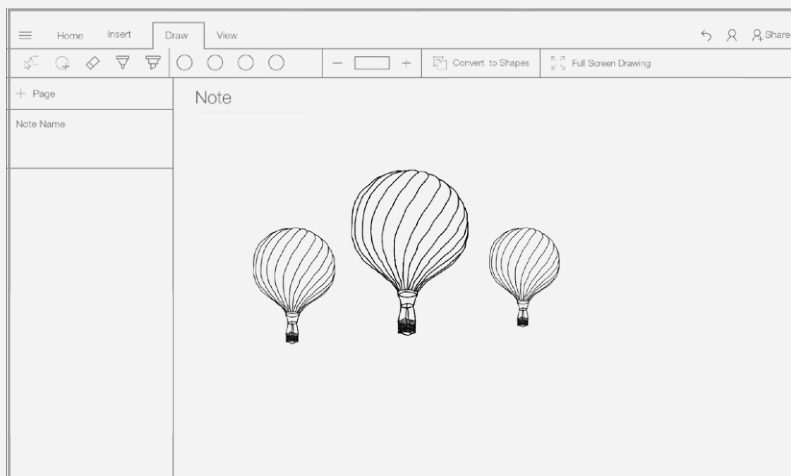 Home Insert Draw View Share
Convert to Shapes Full Screen Drawing
+ Page
Note
Note Name